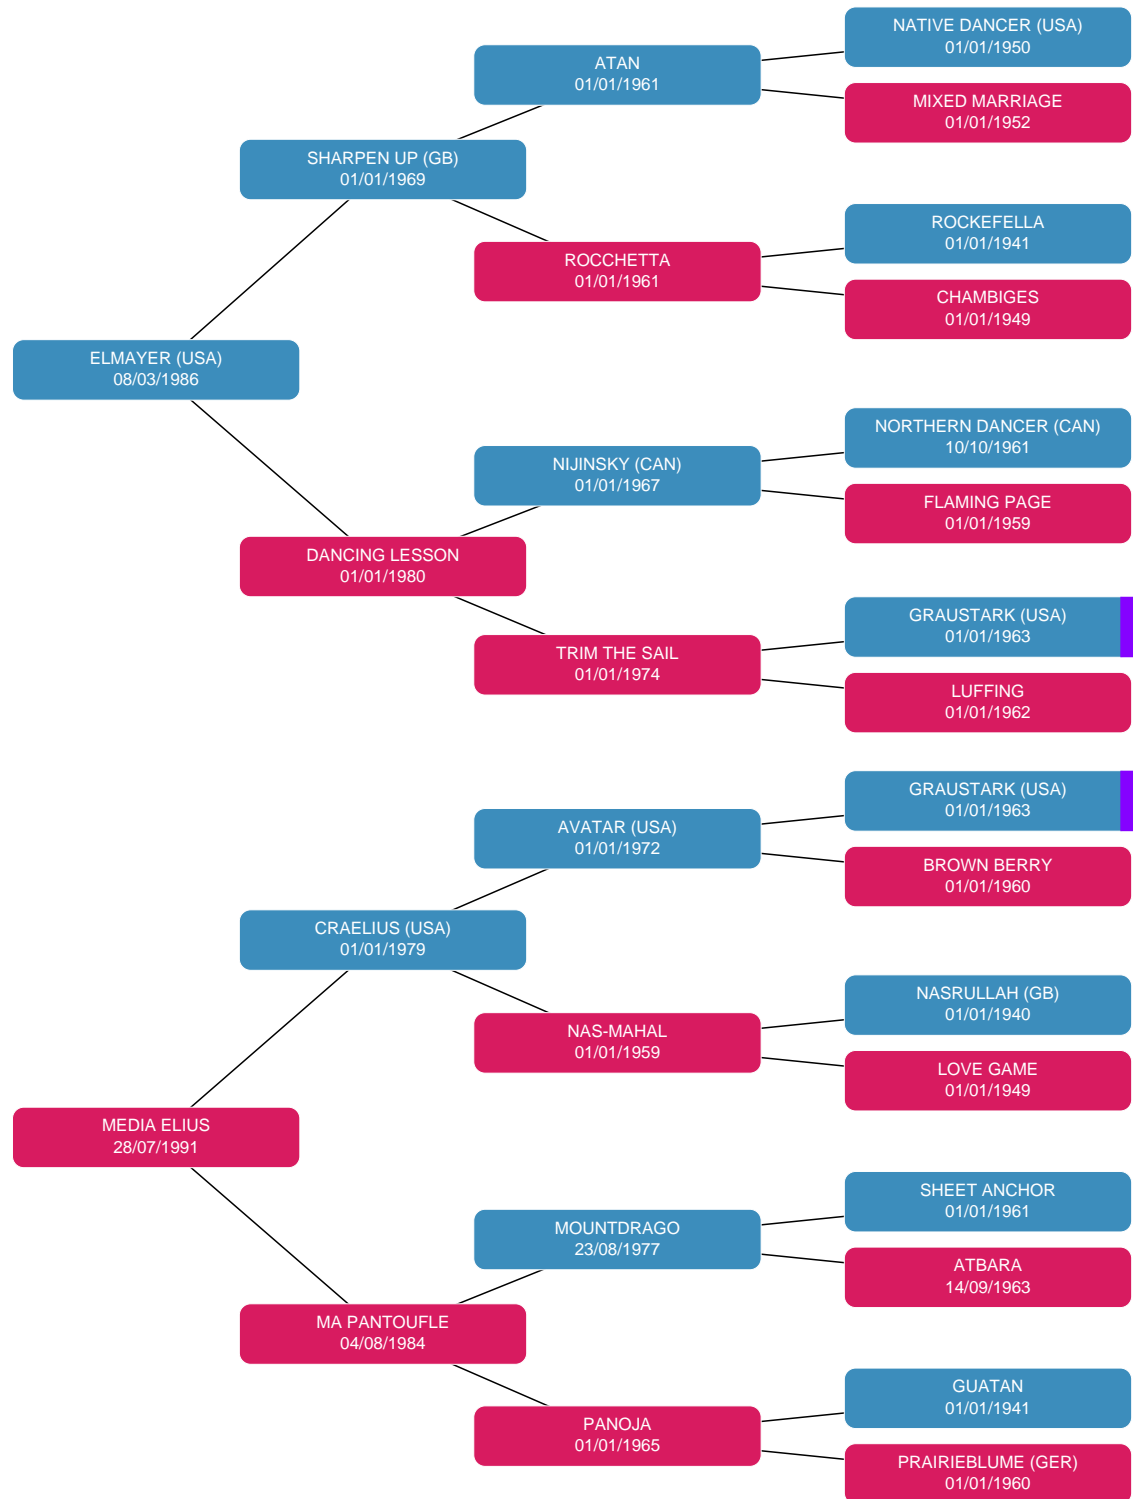 NATIVE DANCER (USA)
01/01/1950
ATAN
01/01/1961
MIXED MARRIAGE
01/01/1952
SHARPEN UP (GB)
01/01/1969
ROCKEFELLA
01/01/1941
ROCCHETTA
01/01/1961
CHAMBIGES
01/01/1949
ELMAYER (USA)
08/03/1986
NORTHERN DANCER (CAN)
10/10/1961
NIJINSKY (CAN)
01/01/1967
FLAMING PAGE
01/01/1959
DANCING LESSON
01/01/1980
GRAUSTARK (USA)
01/01/1963
TRIM THE SAIL
01/01/1974
LUFFING
01/01/1962
GRAUSTARK (USA)
01/01/1963
AVATAR (USA)
01/01/1972
BROWN BERRY
01/01/1960
CRAELIUS (USA)
01/01/1979
NASRULLAH (GB)
01/01/1940
NAS-MAHAL
01/01/1959
LOVE GAME
01/01/1949
MEDIA ELIUS
28/07/1991
SHEET ANCHOR
01/01/1961
MOUNTDRAGO
23/08/1977
ATBARA
14/09/1963
MA PANTOUFLE
04/08/1984
GUATAN
01/01/1941
PANOJA
01/01/1965
PRAIRIEBLUME (GER)
01/01/1960